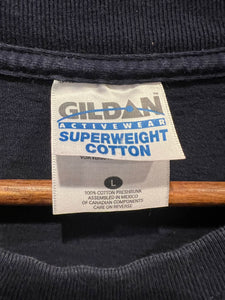 GILDAN
ACTIVEWEAR
SUPERWEIGHT
COTTON
L
100% COTTON PRESHRUNK
ASSEMBLED IN MEXICO
OF CANADIAN COMPONENTS
CARE ON REVERSE